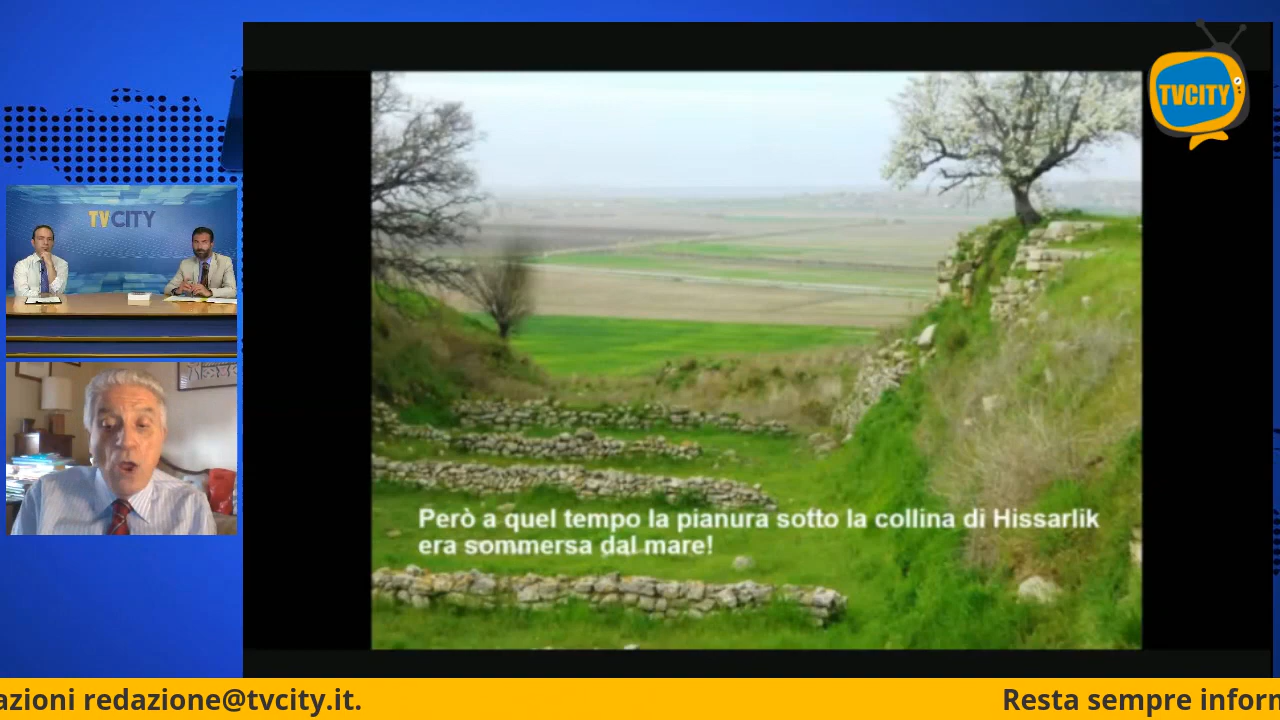 TVCITY
TVCITY
Però a quel tempo la pianura sotto la collina di Hissarlik
era sommersa dal mare!
azioni redazione@tvcity.it.
Resta sempre inforn